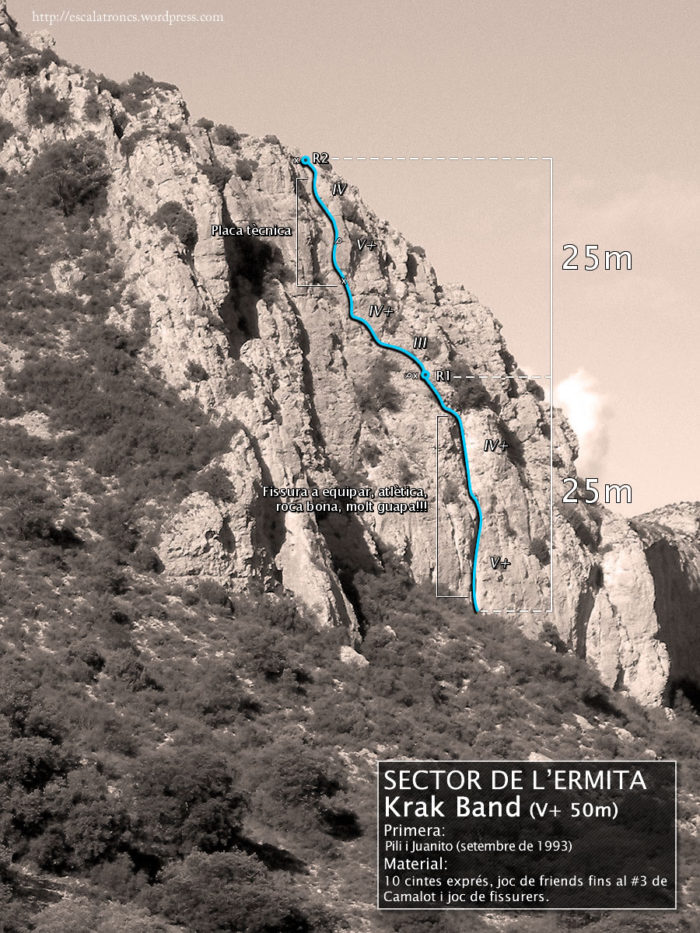 http://escalatroncs.wordpress.com
x R2
IV
Placa tècnica
V+
25m
x
IV+
III
x R1
IV+
Fissura a equipar, atlètica,
roca bona, molt guapa!!!
25m
V+
SECTOR DE L'ERMITA
Krak Band (V+ 50m)
Primera:
Pili i Juanito (setembre de 1993)
Material:
10 cintes exprés, joc de friends fins al #3 de
Camalot i joc de fissurers.